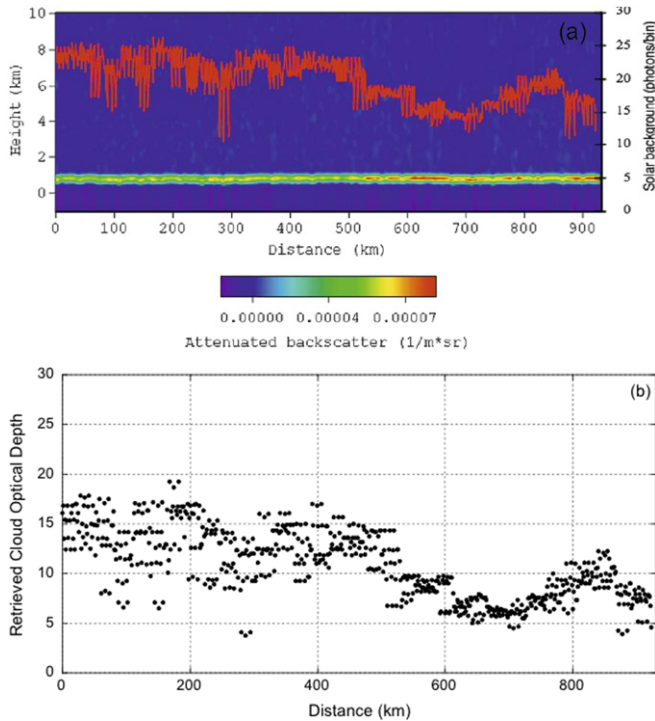 (a)
Height (km)
10
8
6
4
2
0
Solar background (photons/bin)
30
25
20
15
10
5
0
0 100 200 300 400 500 600 700 800 900
Distance (km)
0.00000 0.00004 0.00007
Attenuated backscatter (1/m*sr)
(b)
Retrieved Cloud Optical Depth
30
25
20
15
10
5
0
0 200 400 600 800
Distance (km)